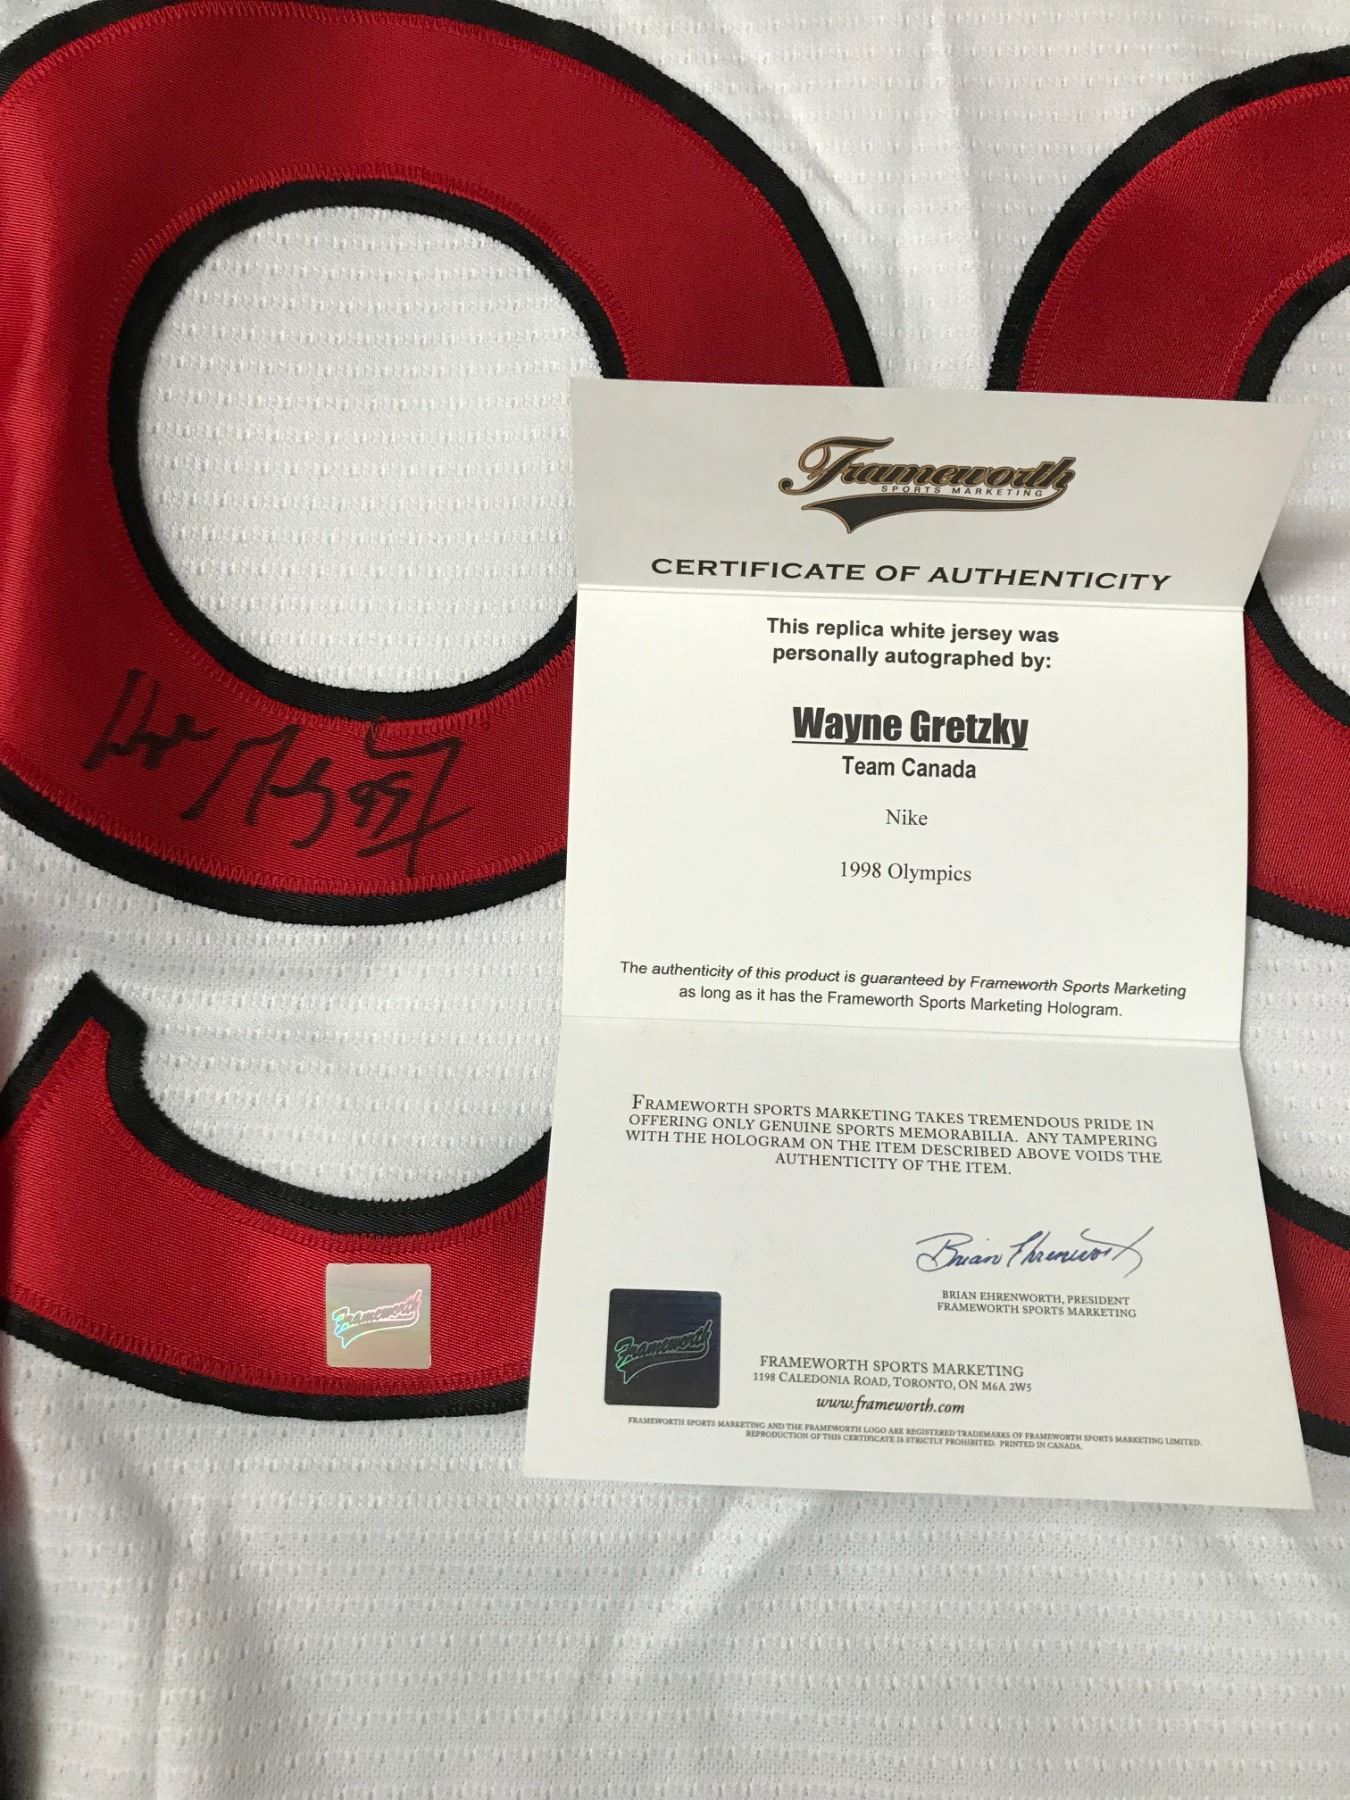 Frameworth
SPORTS MARKETING
CERTIFICATE OF AUTHENTICITY
This replica white jersey was
personally autographed by:
Wayne Gretzky
Team Canada
Nike
1998 Olympics
The authenticity of this product is guaranteed by Frameworth Sports Marketing
as long as it has the Frameworth Sports Marketing Hologram.
FRAMEWORTH SPORTS MARKETING TAKES TREMENDOUS PRIDE IN
OFFERING ONLY GENUINE SPORTS MEMORABILIA. ANY TAMPERING
WITH THE HOLOGRAM ON THE ITEM DESCRIBED ABOVE VOIDS THE
AUTHENTICITY OF THE ITEM.
Brian Ehrenworth
BRIAN EHRENWORTH, PRESIDENT
FRAMEWORTH SPORTS MARKETING
Frameworth
FRAMEWORTH SPORTS MARKETING
1198 CALEDONIA ROAD, TORONTO, ON M6A 2W5
www.frameworth.com
FRAMEWORTH SPORTS MARKETING AND THE FRAMEWORTH LOGO ARE REGISTERED TRADEMARKS OF FRAMEWORTH SPORTS MARKETING LIMITED.
REPRODUCTION OF THIS CERTIFICATE IS STRICTLY PROHIBITED. PRINTED IN CANADA.
99
Wayne Gretzky 99
Frameworth